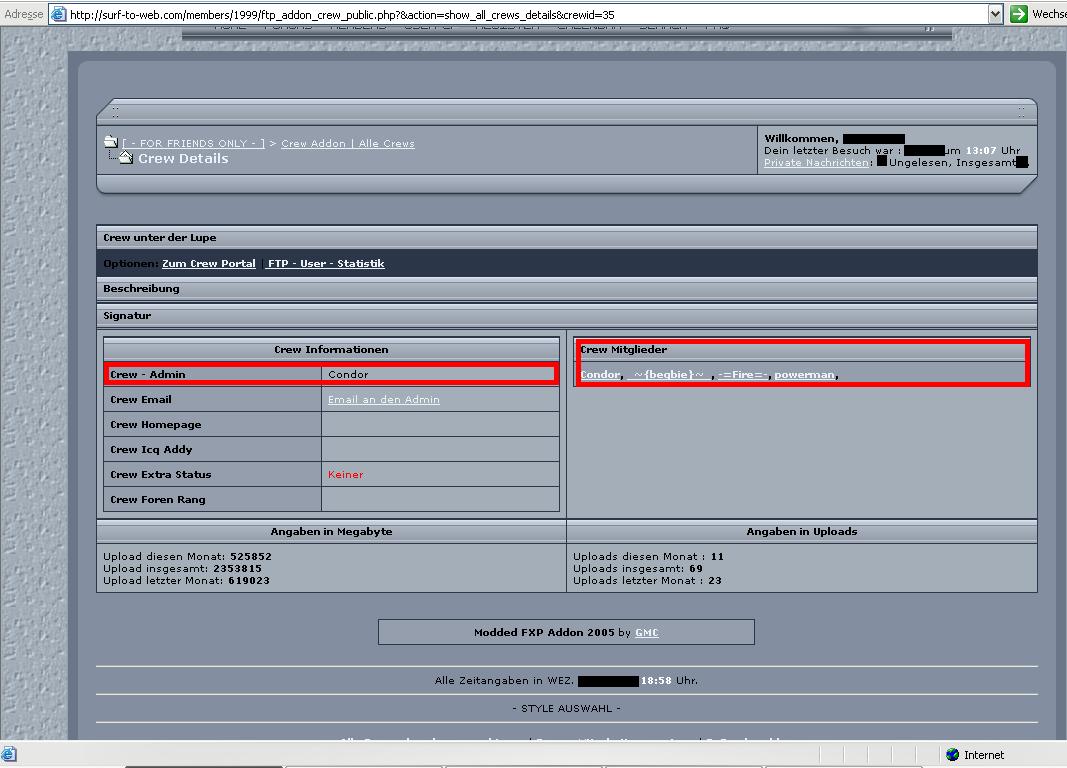 Adresse http://surf-to-web.com/members/1999/ftp_addon_crew_public.php?&action=show_all_crews_details&crewid=35 Wechse
[ - FOR FRIENDS ONLY - ] > Crew Addon | Alle Crews
Crew Details
Willkommen,
Dein letzter Besuch war : um 13:07 Uhr
Private Nachrichten: Ungelesen, Insgesamt
Crew unter der Lupe
Optionen: Zum Crew Portal | FTP - User - Statistik
Beschreibung
Signatur
Crew Informationen
Crew - Admin Condor
Crew Email Email an den Admin
Crew Homepage
Crew Icq Addy
Crew Extra Status Keiner
Crew Foren Rang
Crew Mitglieder
Condor, ~{begbie}~ , -=Fire=-, powerman,
Angaben in Megabyte
Upload diesen Monat: 525852
Upload insgesamt: 2353815
Upload letzter Monat: 619023
Angaben in Uploads
Uploads diesen Monat : 11
Uploads insgesamt: 69
Uploads letzter Monat : 23
Modded FXP Addon 2005 by GMC
Alle Zeitangaben in WEZ. 18:58 Uhr.
- STYLE AUSWAHL -
Internet